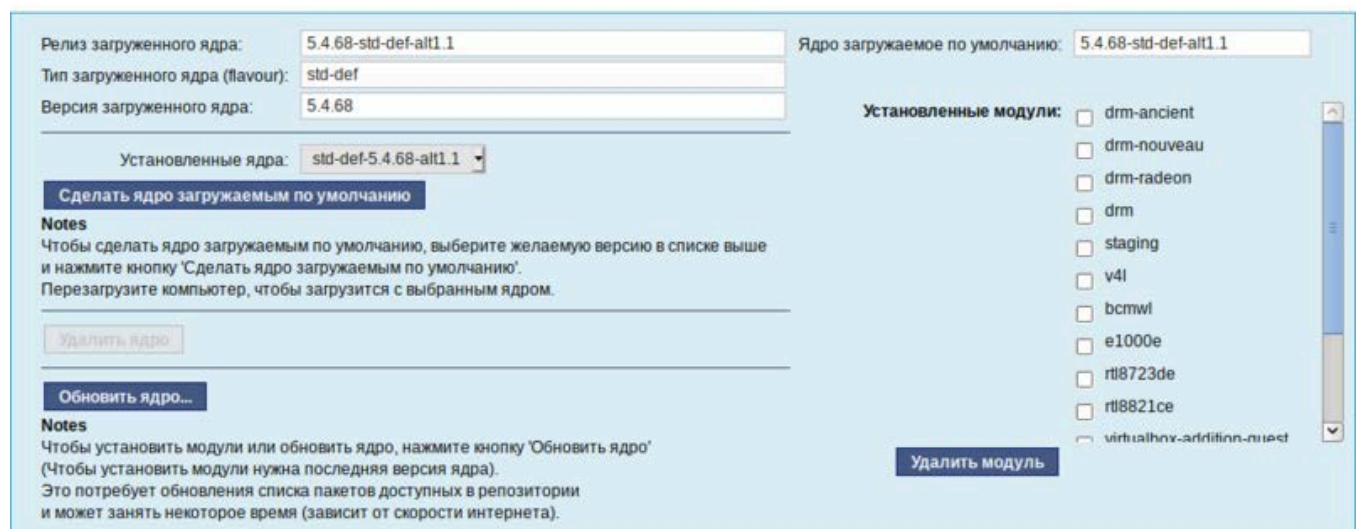 Релиз загруженного ядра: 5.4.68-std-def-alt1.1
Тип загруженного ядра (flavour): std-def
Версия загруженного ядра: 5.4.68
Установленные ядра: std-def-5.4.68-alt1.1
Сделать ядро загружаемым по умолчанию
Notes
Чтобы сделать ядро загружаемым по умолчанию, выберите желаемую версию в списке выше
и нажмите кнопку 'Сделать ядро загружаемым по умолчанию'.
Перезагрузите компьютер, чтобы загрузится с выбранным ядром.
Удалить ядро
Обновить ядро...
Notes
Чтобы установить модули или обновить ядро, нажмите кнопку 'Обновить ядро'
(Чтобы установить модули нужна последняя версия ядра).
Это потребует обновления списка пакетов доступных в репозитории
и может занять некоторое время (зависит от скорости интернета).
Ядро загружаемое по умолчанию: 5.4.68-std-def-alt1.1
Установленные модули:
drm-ancient
drm-nouveau
drm-radeon
drm
staging
v4l
bcmwl
e1000e
rtl8723de
rtl8821ce
virtualbox-addition-guest
Удалить модуль